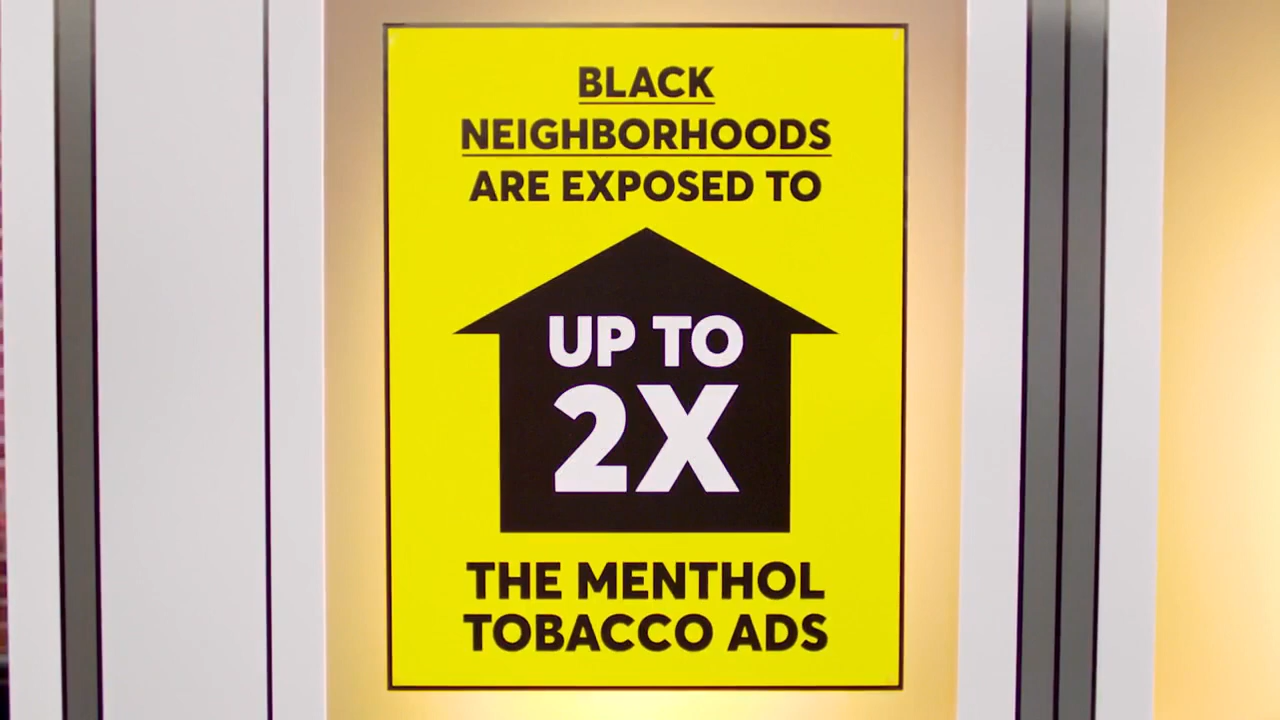 BLACK
NEIGHBORHOODS
ARE EXPOSED TO
UP TO
2X
THE MENTHOL
TOBACCO ADS